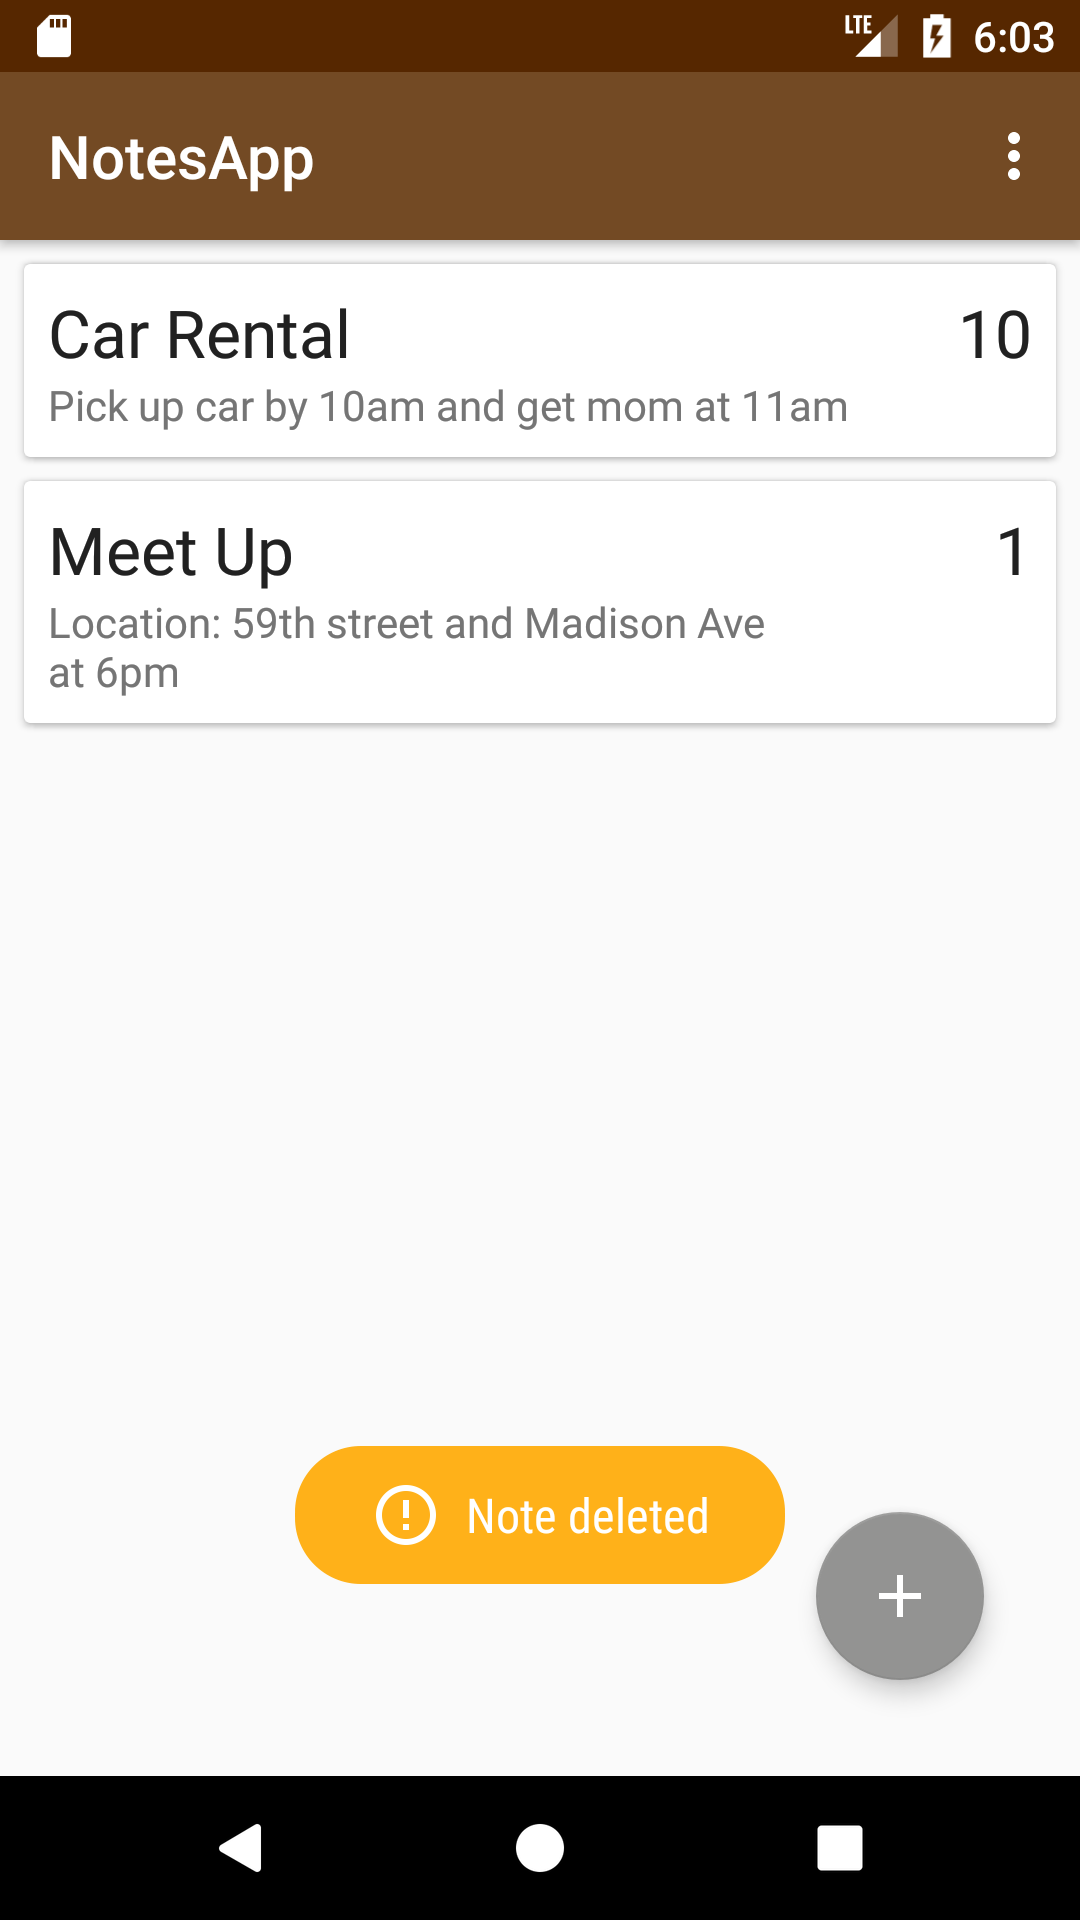 LTE 6:03
NotesApp
Car Rental 10
Pick up car by 10am and get mom at 11am
Meet Up 1
Location: 59th street and Madison Ave
at 6pm
Note deleted